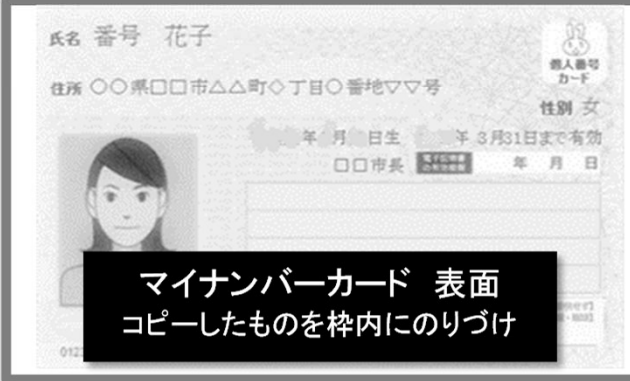 氏名 番号 花子
個人番号
カード
住所 ○○県□□市△△町◇丁目○番地▽▽号
性別 女
年 月 日生 年 3月31日まで有効
□□市長 年 月 日
マイナンバーカード 表面
コピーしたものを枠内にのりづけ